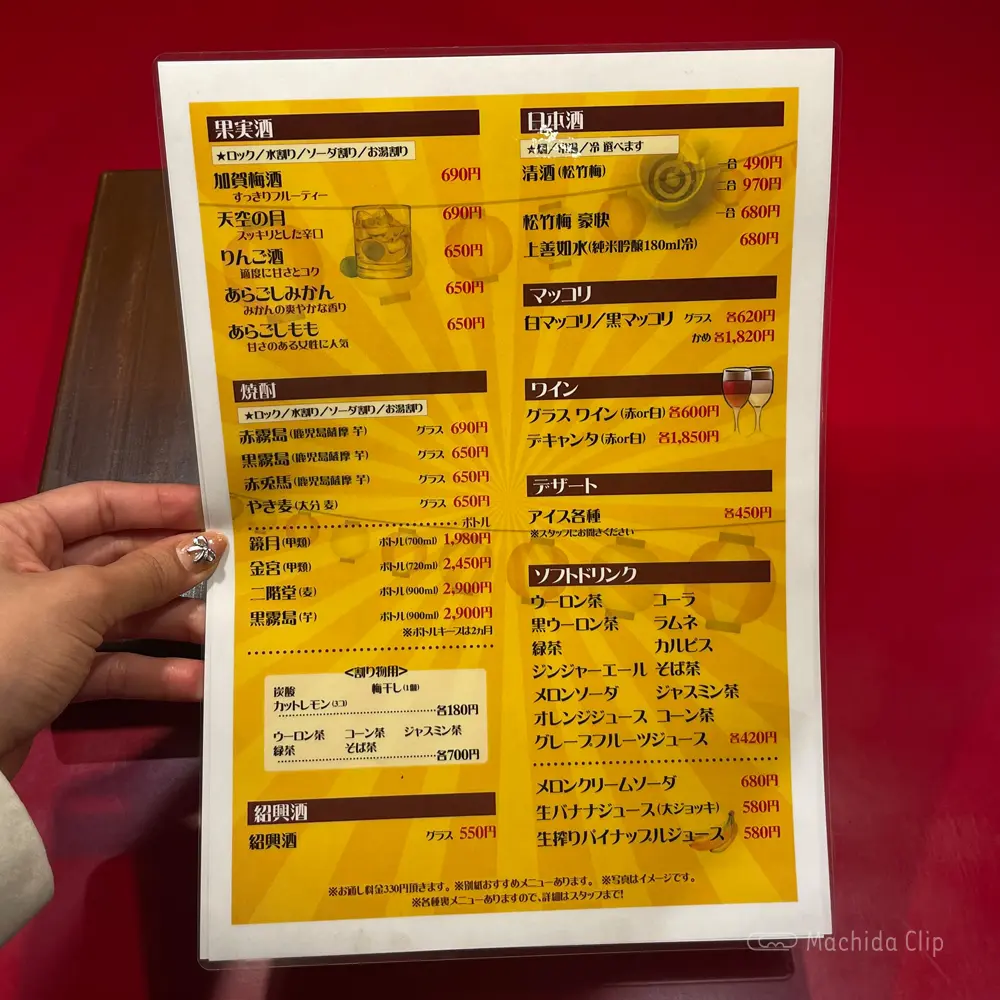 果実酒
★ロック／水割り／ソーダ割り／お湯割り
加賀梅酒 690円
すっきりフルーティー
天空の月 690円
スッキリとした辛口
りんご酒 650円
適度に甘さとコク
あらごしみかん 650円
みかんの爽やかな香り
あらごしもも 650円
甘さのある女性に人気
焼酎
★ロック／水割り／ソーダ割り／お湯割り
赤霧島(鹿児島薩摩 芋) グラス 690円
黒霧島(鹿児島薩摩 芋) グラス 650円
赤兎馬(鹿児島薩摩 芋) グラス 650円
やき麦(大分 麦) グラス 650円
ボトル
鏡月(甲類) ボトル(700ml) 1,980円
金宮(甲類) ボトル(720ml) 2,450円
二階堂(麦) ボトル(900ml) 2,900円
黒霧島(芋) ボトル(900ml) 2,900円
※ボトルキープは2ヵ月
<割り物用>
炭酸 梅干し(1個)
カットレモン(3コ) 各180円
ウーロン茶 コーン茶 ジャスミン茶
緑茶 そば茶 各700円
紹興酒
紹興酒 グラス 550円
日本酒
／冷 選べます
清酒(松竹梅) 一合 490円
二合 970円
松竹梅 豪快 一合 680円
上善如水(純米吟醸180ml冷) 680円
マッコリ
白マッコリ／黒マッコリ グラス 各620円
かめ 各1,820円
ワイン
グラス ワイン(赤or白) 各600円
デキャンタ(赤or白) 各1,850円
デザート
アイス各種 各450円
※スタッフにお聞きください
ソフトドリンク
ウーロン茶 コーラ
黒ウーロン茶 ラムネ
緑茶 カルピス
ジンジャーエール そば茶
メロンソーダ ジャスミン茶
オレンジジュース コーン茶
グレープフルーツジュース 各420円
メロンクリームソーダ 680円
生バナナジュース(大ジョッキ) 580円
生搾りパイナップルジュース 580円
※お通し料金330円頂きます。※別紙おすすめメニューあります。 ※写真はイメージです。
※各種裏メニューありますので、詳細はスタッフまで!
Machida Clip